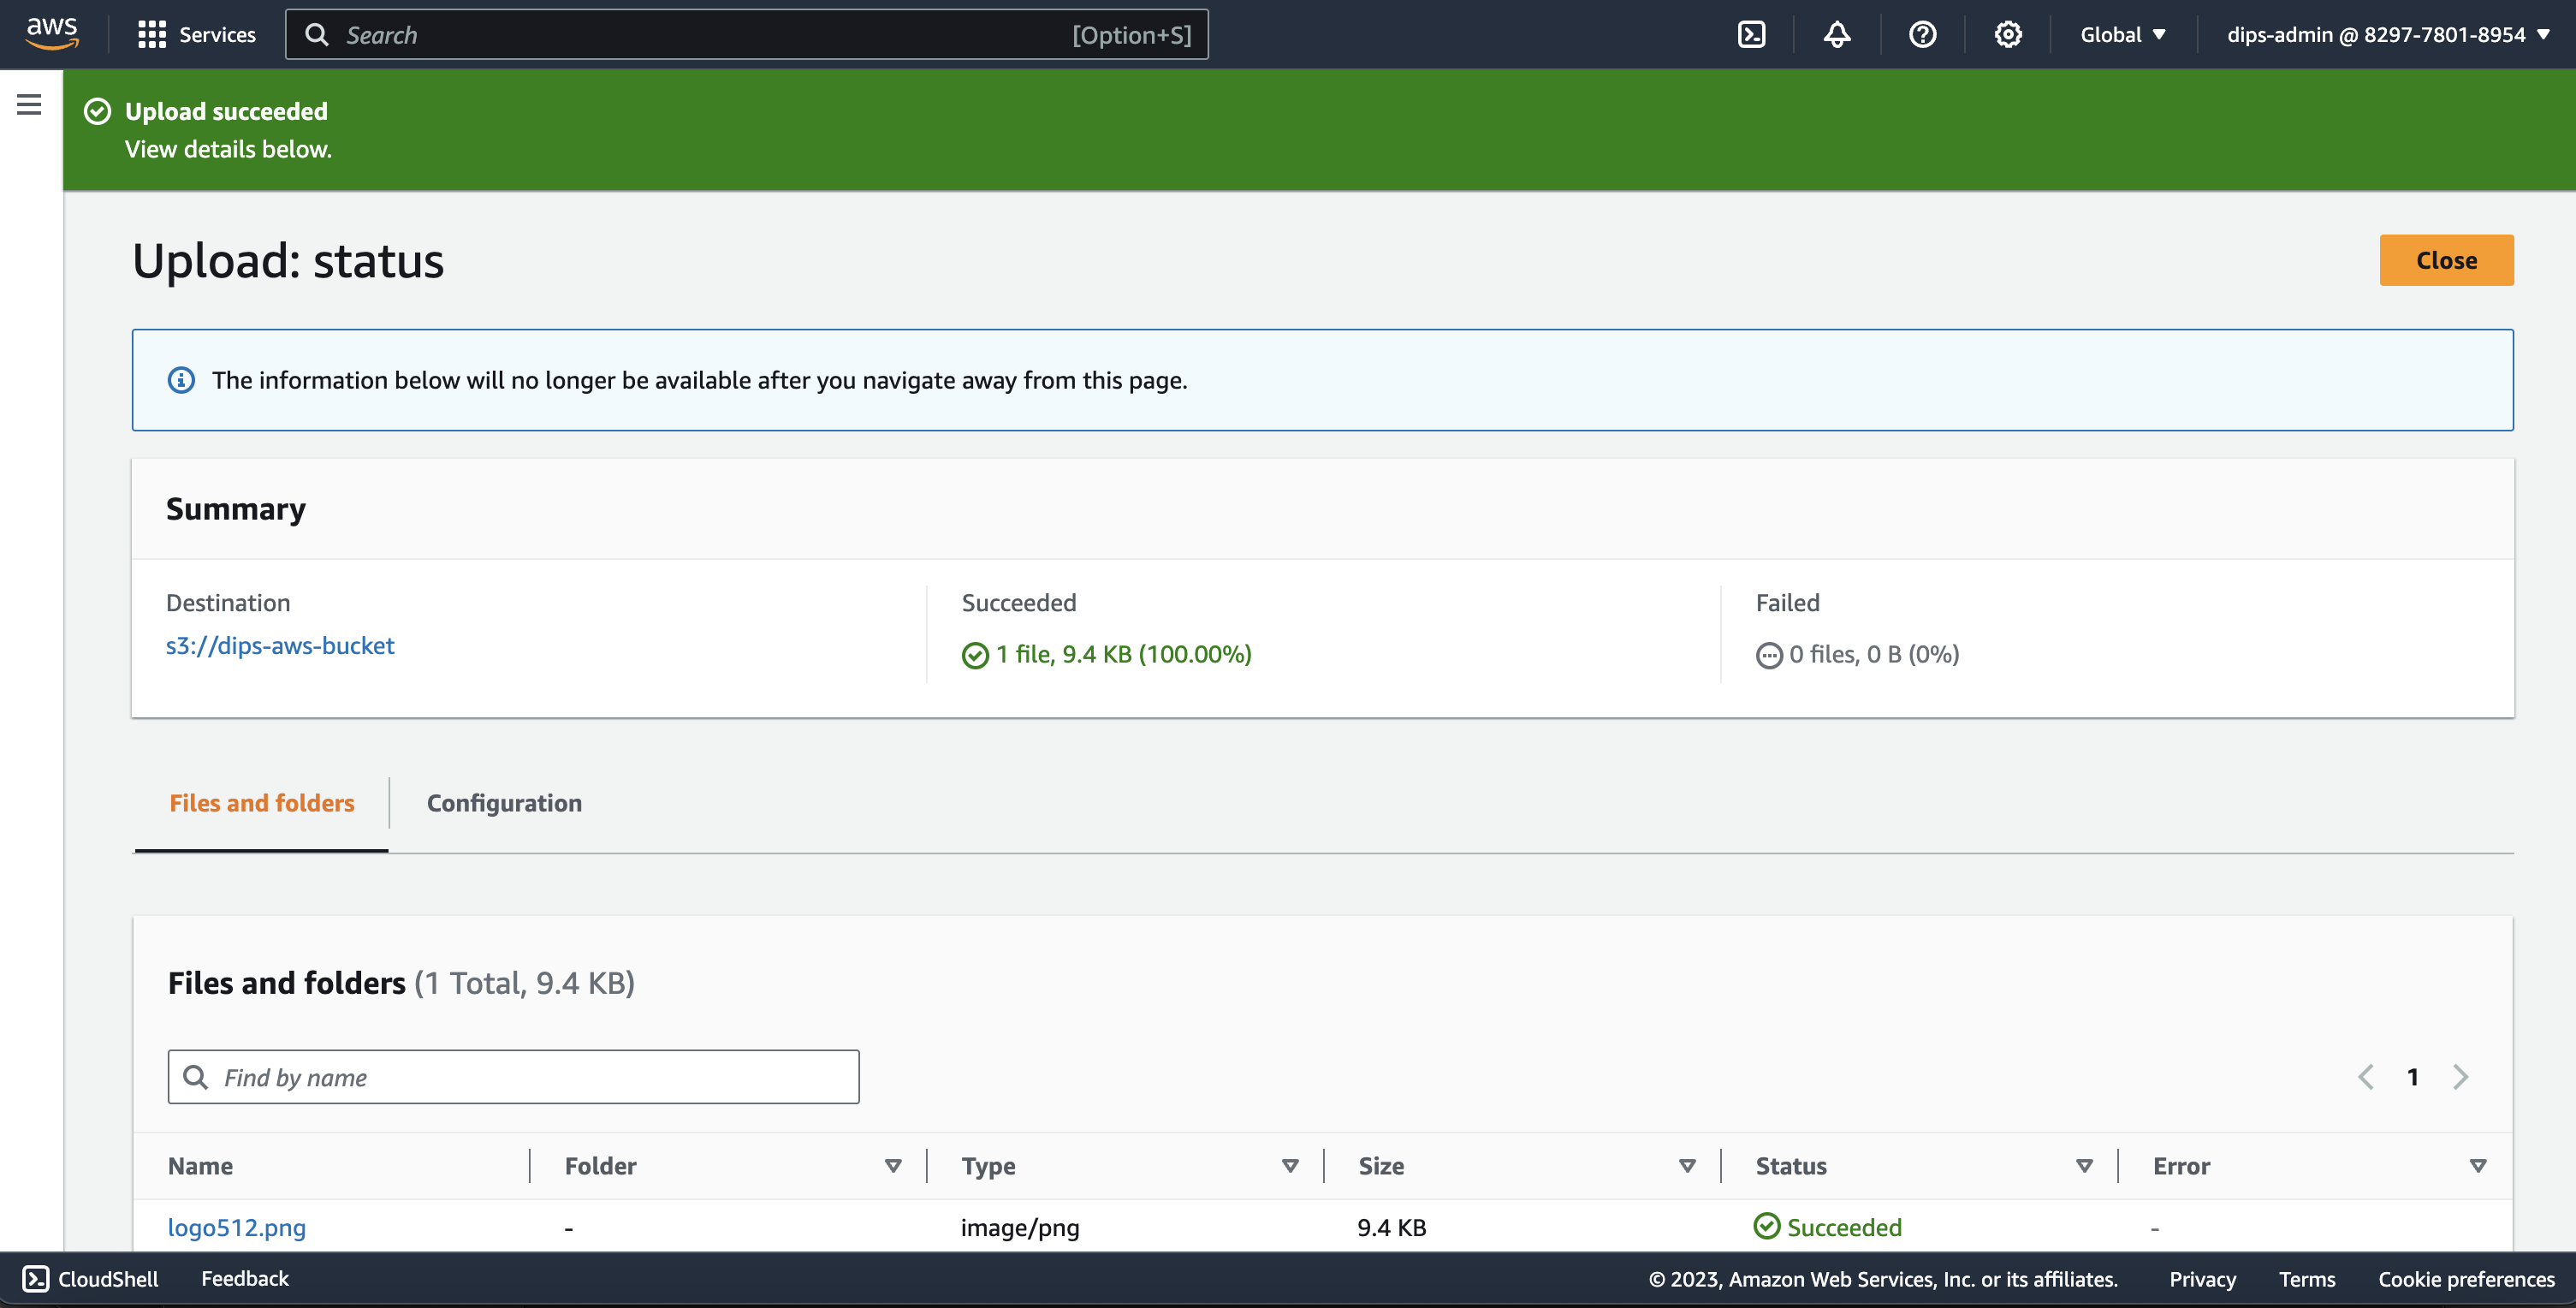 aws Services Search [Option+S] Global dips-admin @ 8297-7801-8954
Upload succeeded
View details below.
Upload: status Close
The information below will no longer be available after you navigate away from this page.
Summary
Destination Succeeded Failed
s3://dips-aws-bucket 1 file, 9.4 KB (100.00%) 0 files, 0 B (0%)
Files and folders Configuration
Files and folders (1 Total, 9.4 KB)
Find by name 1
Name Folder Type Size Status Error
logo512.png - image/png 9.4 KB Succeeded -
CloudShell Feedback © 2023, Amazon Web Services, Inc. or its affiliates. Privacy Terms Cookie preferences